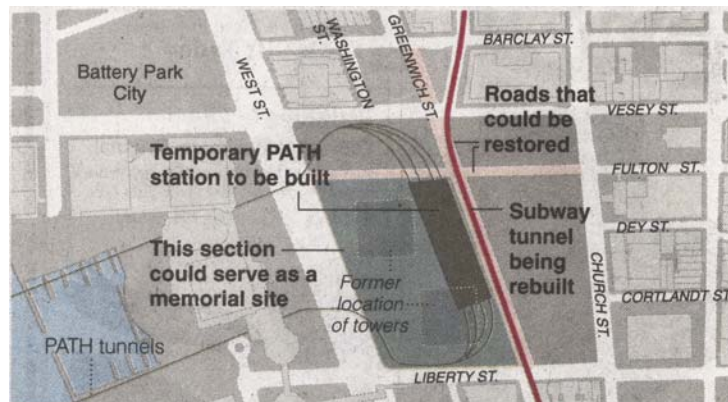 BARCLAY ST.
WASHINGTON
ST.
GREENWICH ST.
Battery Park
City
WEST ST.
Roads that
could be
restored
VESEY ST.
Temporary PATH
station to be built
FULTON ST.
Subway
tunnel
being
rebuilt
DEY ST.
This section
could serve as a
memorial site
CHURCH ST.
Former
location
of towers
CORTLANDT ST
PATH tunnels
LIBERTY ST.